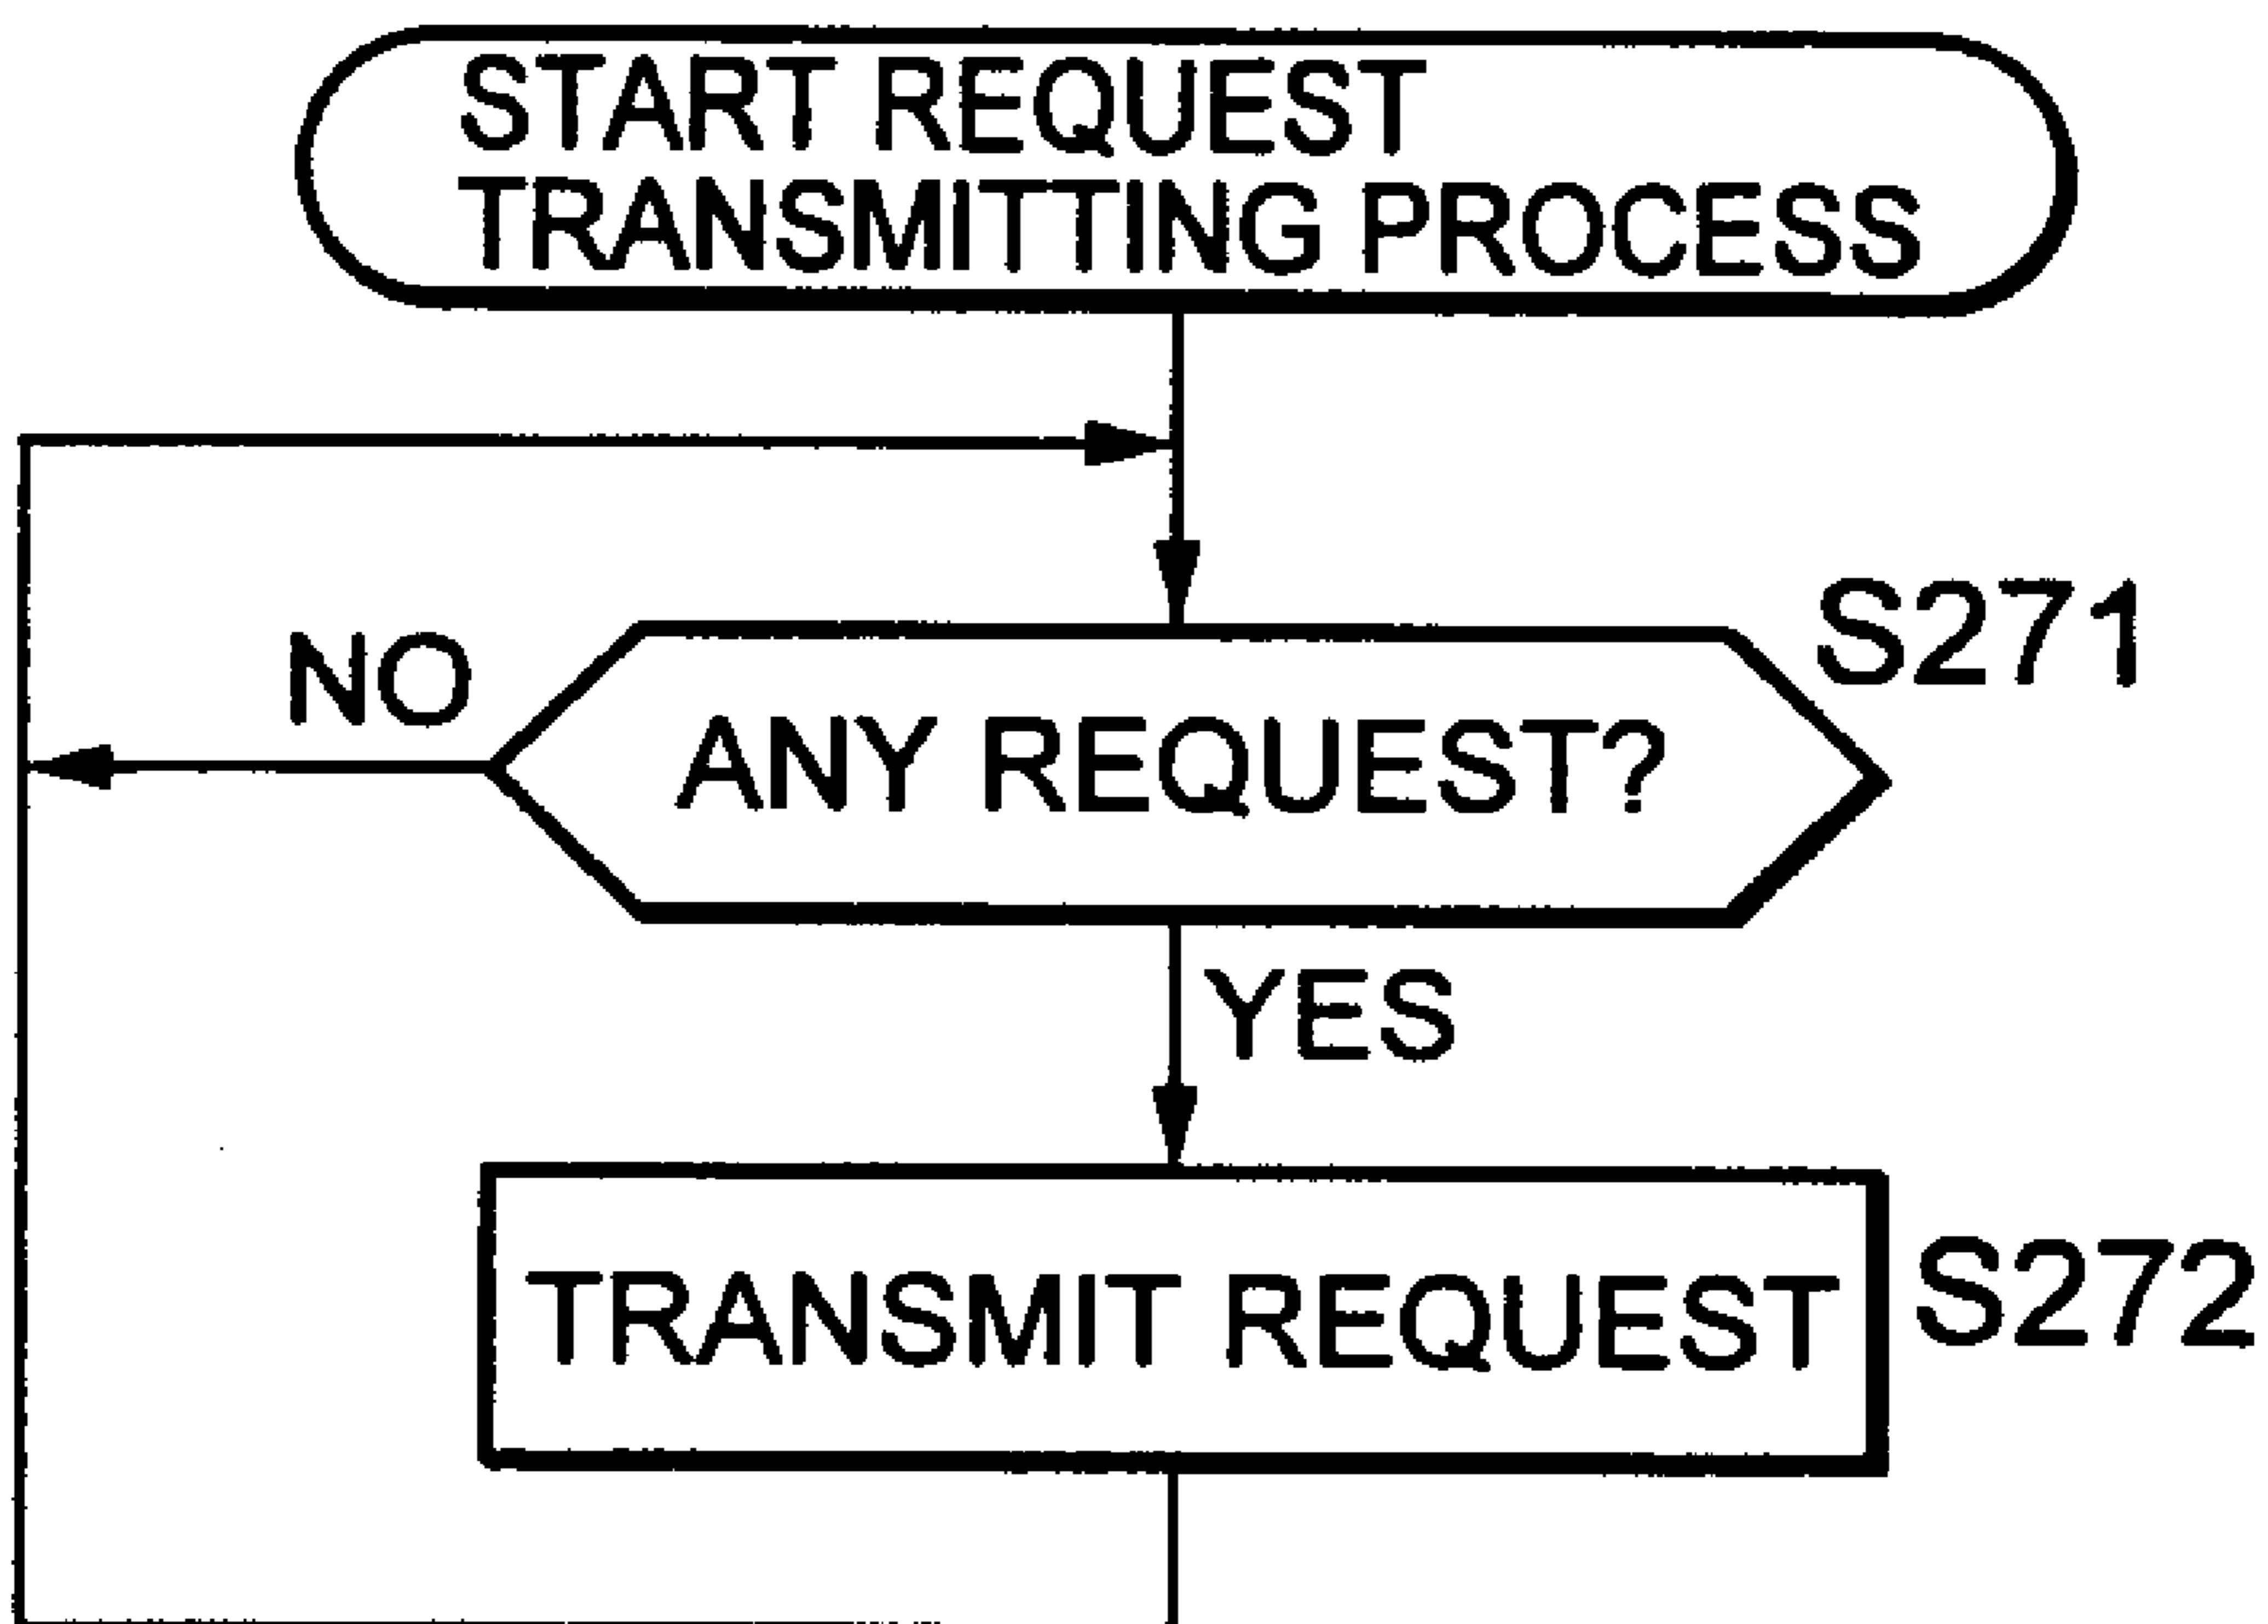 START REQUEST
TRANSMITTING PROCESS
S271
NO
ANY REQUEST?
YES
TRANSMIT REQUEST
S272